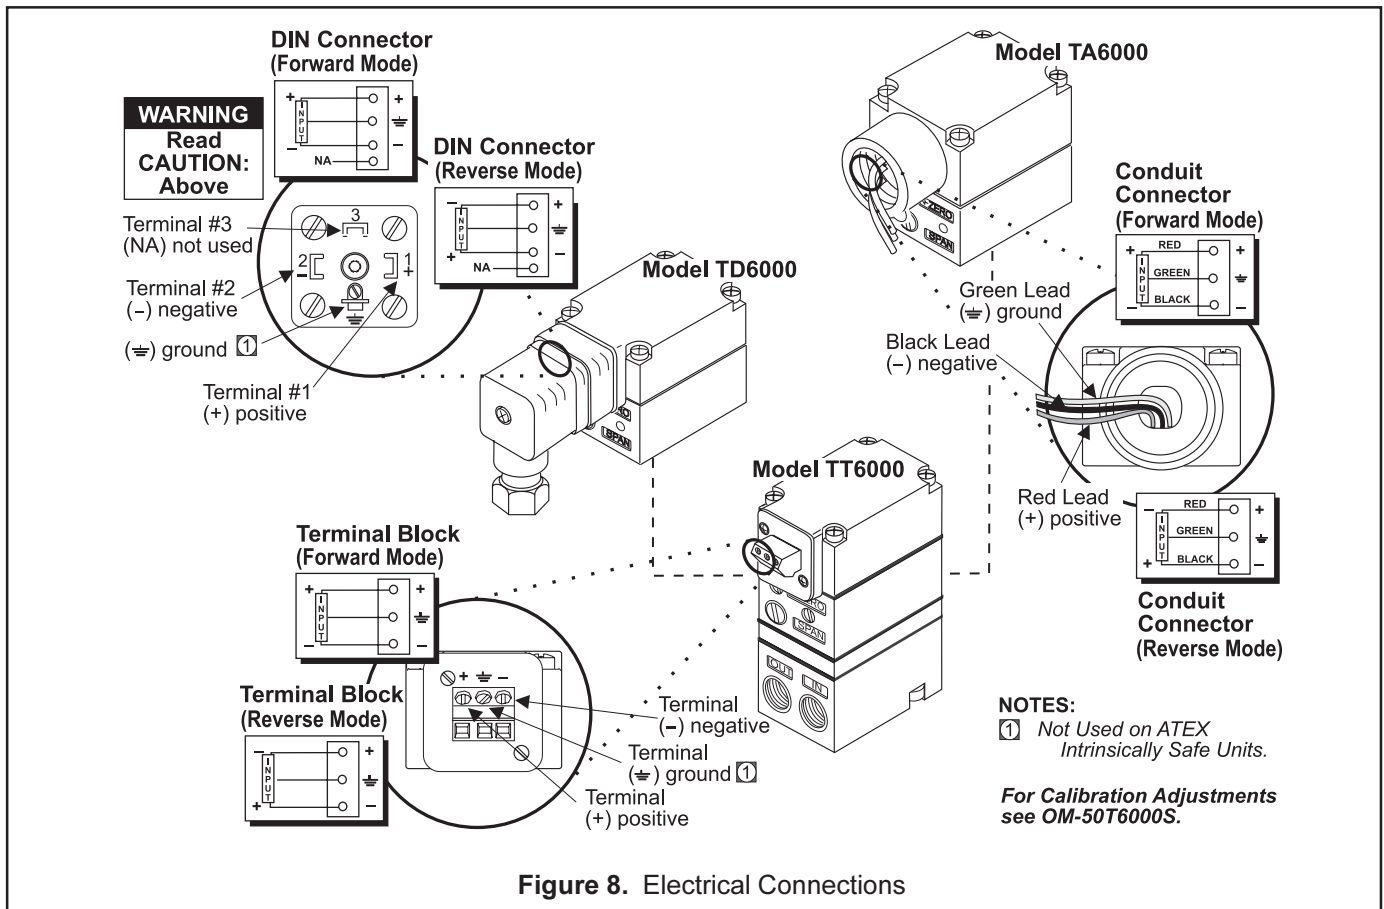 DIN Connector
(Forward Mode)
+ +
INPUT
− −
NA
WARNING
Read
CAUTION:
Above
DIN Connector
(Reverse Mode)
− +
INPUT
+ −
NA
Terminal #3
(NA) not used
3
2
−
1
+
Terminal #2
(−) negative
(⏚) ground 1
Terminal #1
(+) positive
Model TD6000
SPAN
Model TA6000
+ZERO
SPAN
Conduit
Connector
(Forward Mode)
RED
+ +
INPUT
GREEN
BLACK
− −
Green Lead
(⏚) ground
Black Lead
(−) negative
Red Lead
(+) positive
RED
− +
INPUT
GREEN
BLACK
+ −
Conduit
Connector
(Reverse Mode)
Model TT6000
SPAN
OUT
IN
Terminal Block
(Forward Mode)
+ +
INPUT
− −
Terminal Block
(Reverse Mode)
− +
INPUT
+ −
+ ⏚ −
Terminal
(−) negative
Terminal
(⏚) ground 1
Terminal
(+) positive
NOTES:
1 Not Used on ATEX
Intrinsically Safe Units.
For Calibration Adjustments
see OM-50T6000S.
Figure 8. Electrical Connections